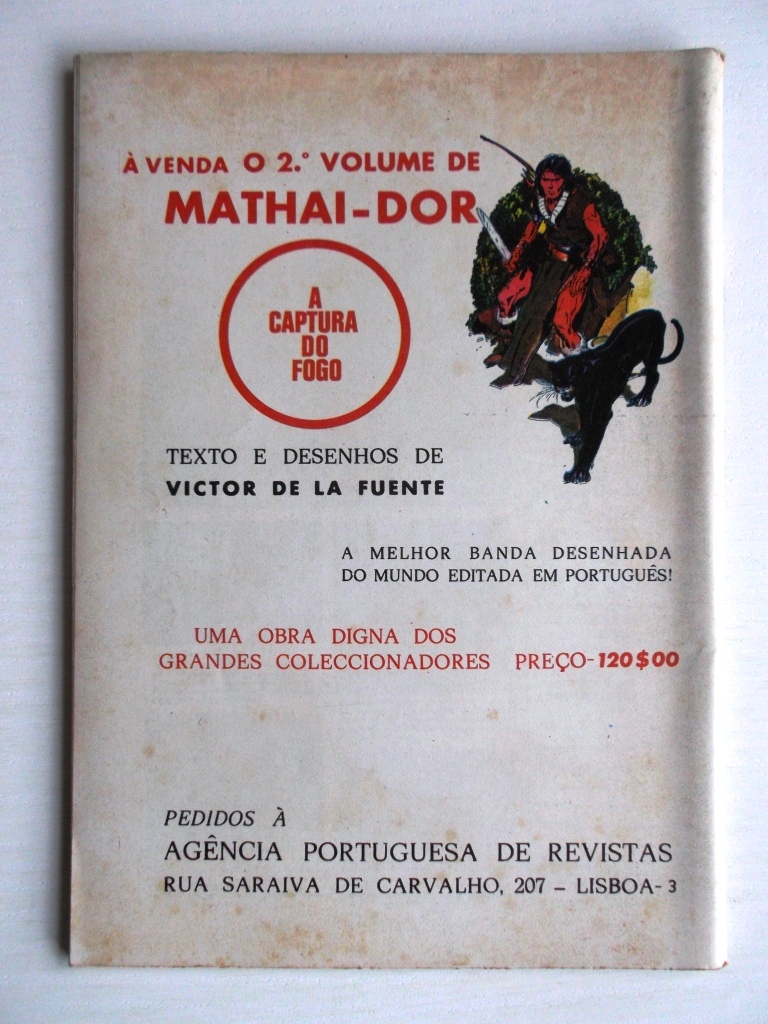 À VENDA O 2.º VOLUME DE
MATHAI-DOR
A
CAPTURA
DO
FOGO
TEXTO E DESENHOS DE
VICTOR DE LA FUENTE
A MELHOR BANDA DESENHADA
DO MUNDO EDITADA EM PORTUGUÊS!
UMA OBRA DIGNA DOS
GRANDES COLECCIONADORES PREÇO-120$00
PEDIDOS À
AGÊNCIA PORTUGUESA DE REVISTAS
RUA SARAIVA DE CARVALHO, 207 – LISBOA-3